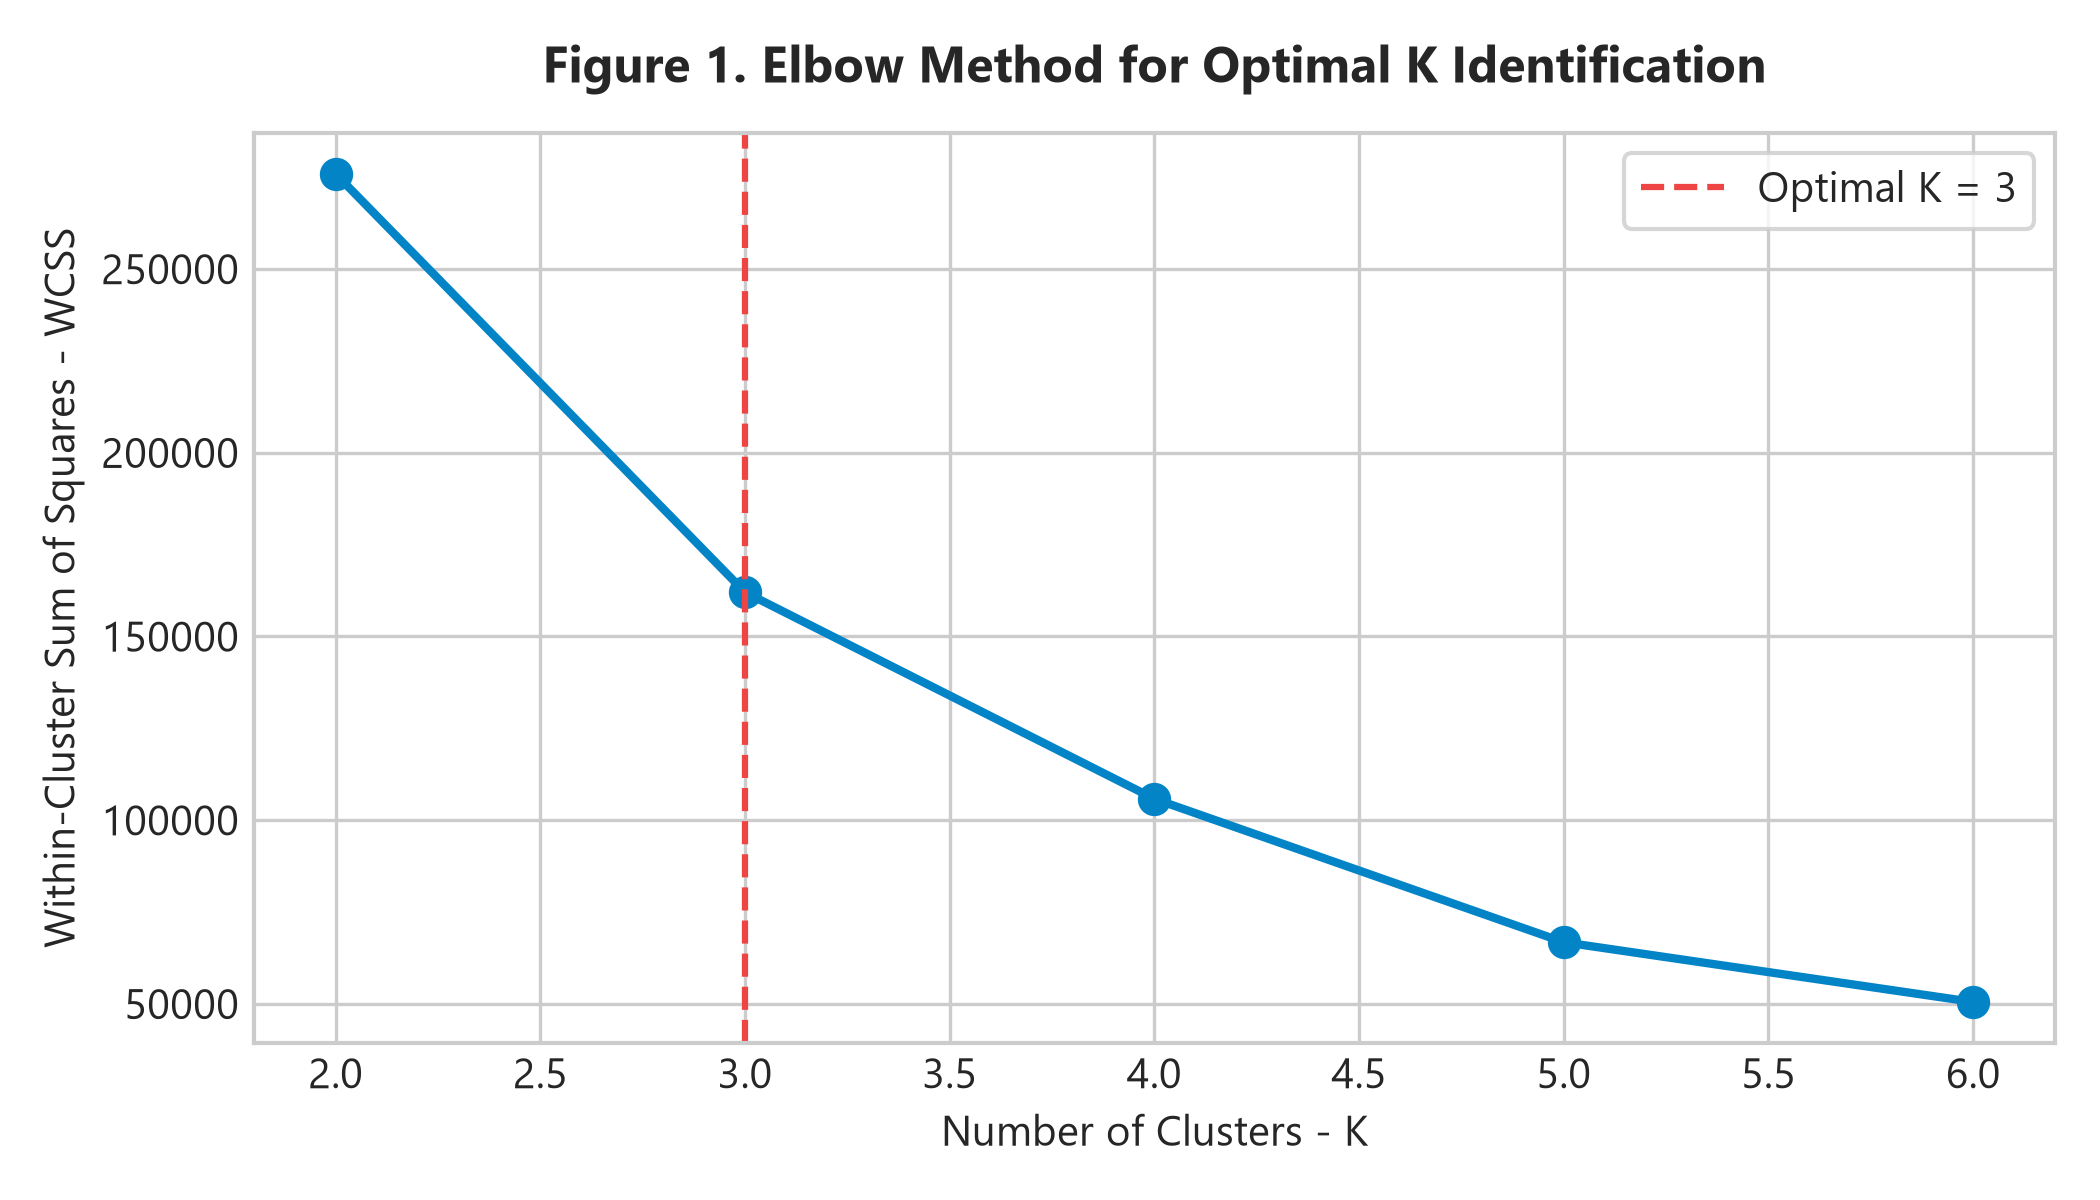 Figure 1. Elbow Method for Optimal K Identification
Optimal K = 3
Within-Cluster Sum of Squares - WCSS
250000
200000
150000
100000
50000
2.0 2.5 3.0 3.5 4.0 4.5 5.0 5.5 6.0
Number of Clusters - K